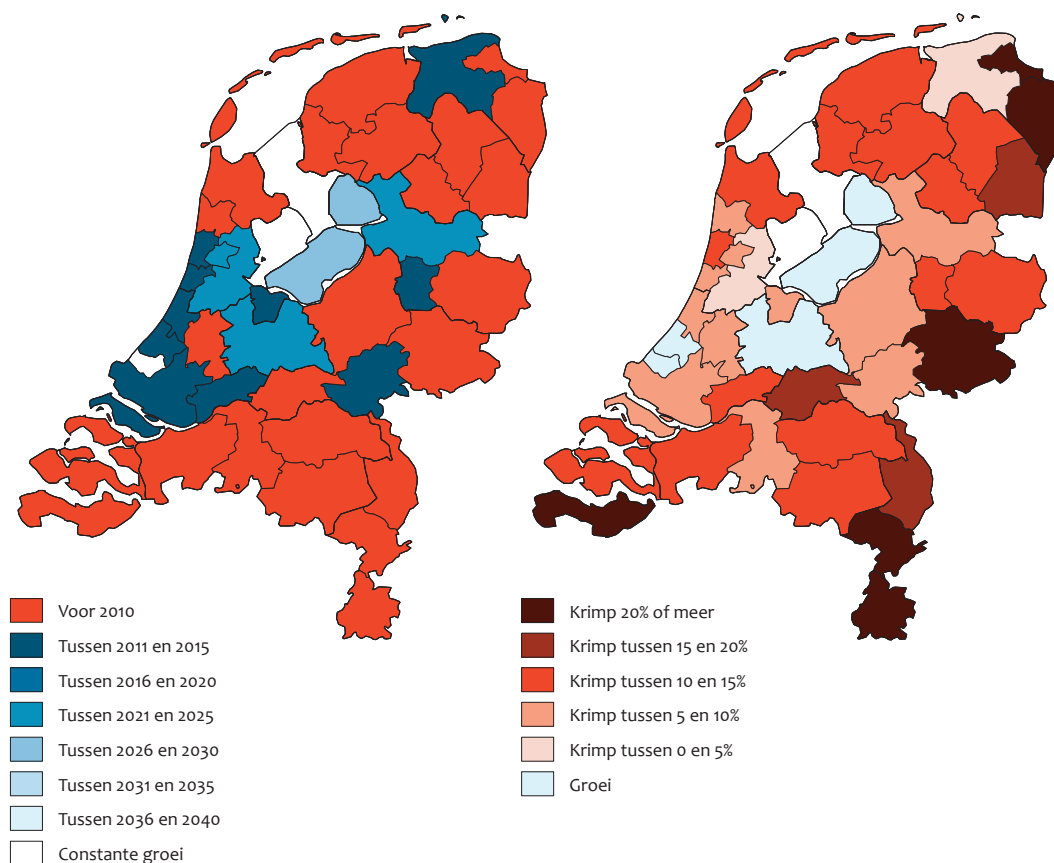 Voor 2010
Tussen 2011 en 2015
Tussen 2016 en 2020
Tussen 2021 en 2025
Tussen 2026 en 2030
Tussen 2031 en 2035
Tussen 2036 en 2040
Constante groei
Krimp 20% of meer
Krimp tussen 15 en 20%
Krimp tussen 10 en 15%
Krimp tussen 5 en 10%
Krimp tussen 0 en 5%
Groei